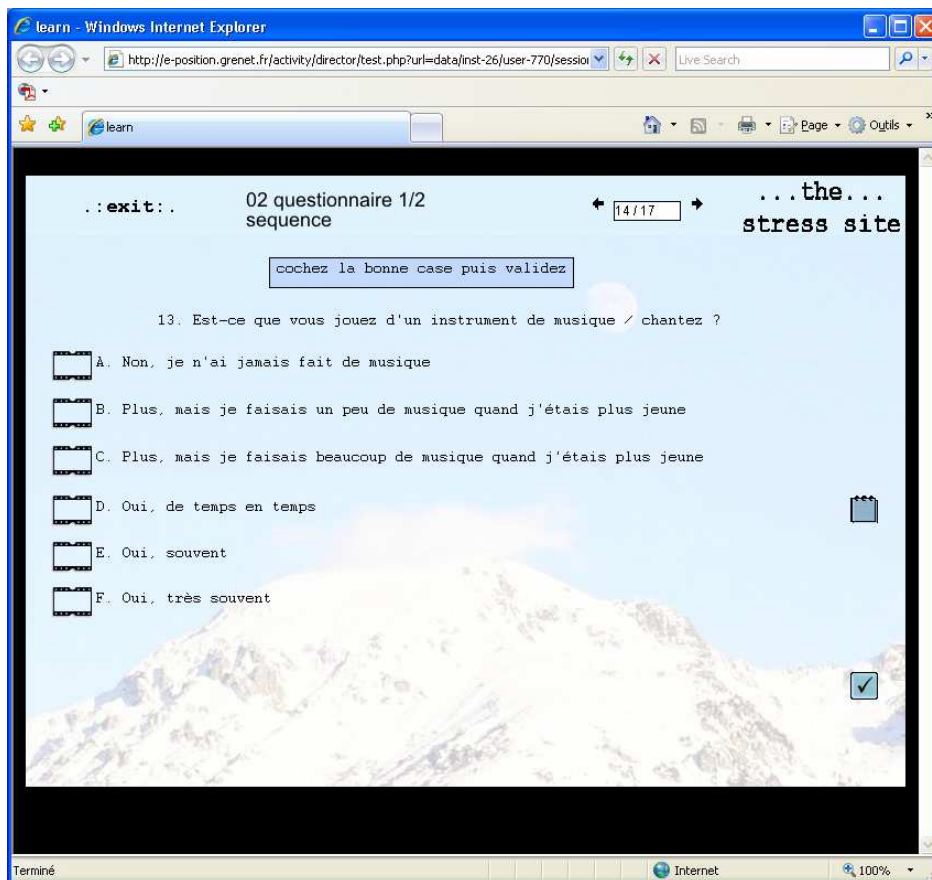 learn - Windows Internet Explorer
http://e-position.grenet.fr/activity/director/test.php?url=data/inst-26/user-770/session
Live Search
learn
Page
Outils
.:exit:.
02 questionnaire 1/2
sequence
14/17
...the...
stress site
cochez la bonne case puis validez
13. Est-ce que vous jouez d'un instrument de musique / chantez ?
A. Non, je n'ai jamais fait de musique
B. Plus, mais je faisais un peu de musique quand j'étais plus jeune
C. Plus, mais je faisais beaucoup de musique quand j'étais plus jeune
D. Oui, de temps en temps
E. Oui, souvent
F. Oui, très souvent
Terminé
Internet
100%